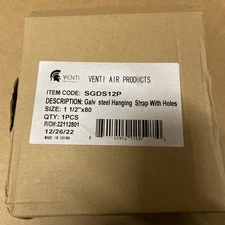 VENTI
VENTI AIR PRODUCTS
ITEM CODE: SGDS12P
DESCRIPTION: Galv steel Hanging Strap With Holes
SIZE: 1 1/2"x80
QTY: 1PCS
P/O#:22112801
12/26/22
MADE IN CHINA